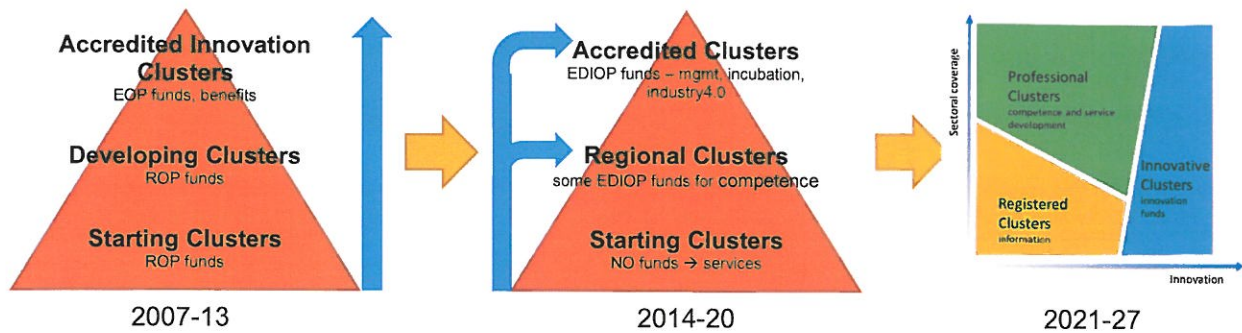 Accredited Innovation
Clusters
EOP funds, benefits
Developing Clusters
ROP funds
Starting Clusters
ROP funds
2007-13
Accredited Clusters
EDIOP funds – mgmt, incubation,
industry4.0
Regional Clusters
some EDIOP funds for competence
Starting Clusters
NO funds → services
2014-20
Sectoral coverage
Professional
Clusters
competence and service
development
Innovative
Clusters
innovation
funds
Registered
Clusters
information
Innovation
2021-27